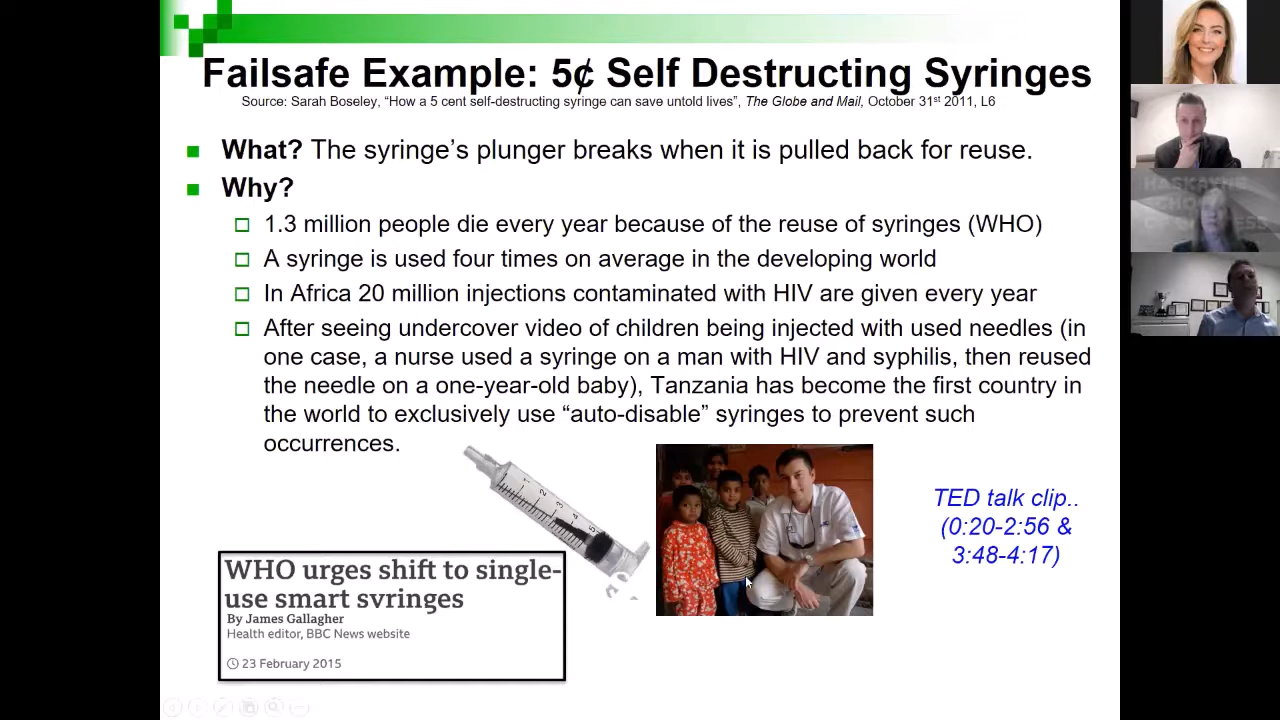 Failsafe Example: 5¢ Self Destructing Syringes
Source: Sarah Boseley, “How a 5 cent self-destructing syringe can save untold lives”, The Globe and Mail, October 31st 2011, L6
What? The syringe’s plunger breaks when it is pulled back for reuse.
Why?
1.3 million people die every year because of the reuse of syringes (WHO)
A syringe is used four times on average in the developing world
In Africa 20 million injections contaminated with HIV are given every year
After seeing undercover video of children being injected with used needles (in
one case, a nurse used a syringe on a man with HIV and syphilis, then reused
the needle on a one-year-old baby), Tanzania has become the first country in
the world to exclusively use “auto-disable” syringes to prevent such
occurrences.
1
2
3
4
5
TED talk clip..
(0:20-2:56 &
3:48-4:17)
WHO urges shift to single-
use smart syringes
By James Gallagher
Health editor, BBC News website
23 February 2015